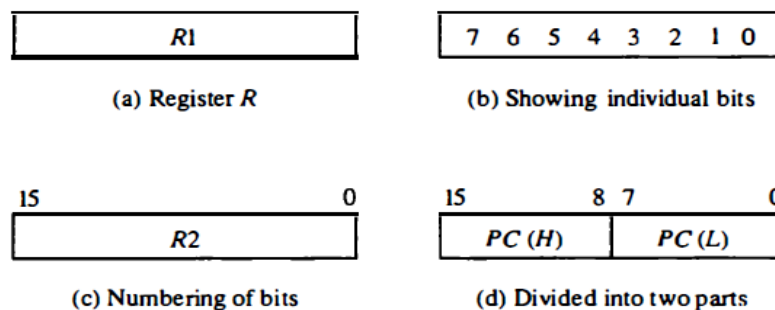 R1
7 6 5 4 3 2 1 0
(a) Register R
(b) Showing individual bits
15 0
15 8 7 0
R2
PC (H) PC (L)
(c) Numbering of bits
(d) Divided into two parts